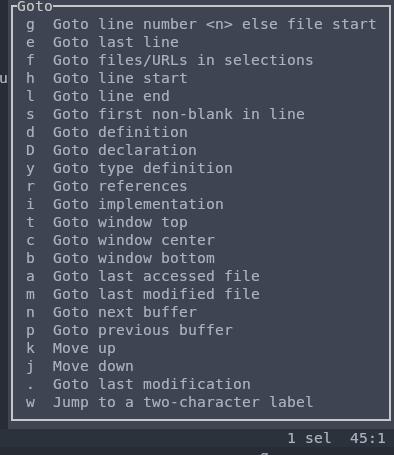 Goto
g Goto line number <n> else file start
e Goto last line
f Goto files/URLs in selections
h Goto line start
l Goto line end
s Goto first non-blank in line
d Goto definition
D Goto declaration
y Goto type definition
r Goto references
i Goto implementation
t Goto window top
c Goto window center
b Goto window bottom
a Goto last accessed file
m Goto last modified file
n Goto next buffer
p Goto previous buffer
k Move up
j Move down
. Goto last modification
w Jump to a two-character label
1 sel 45:1